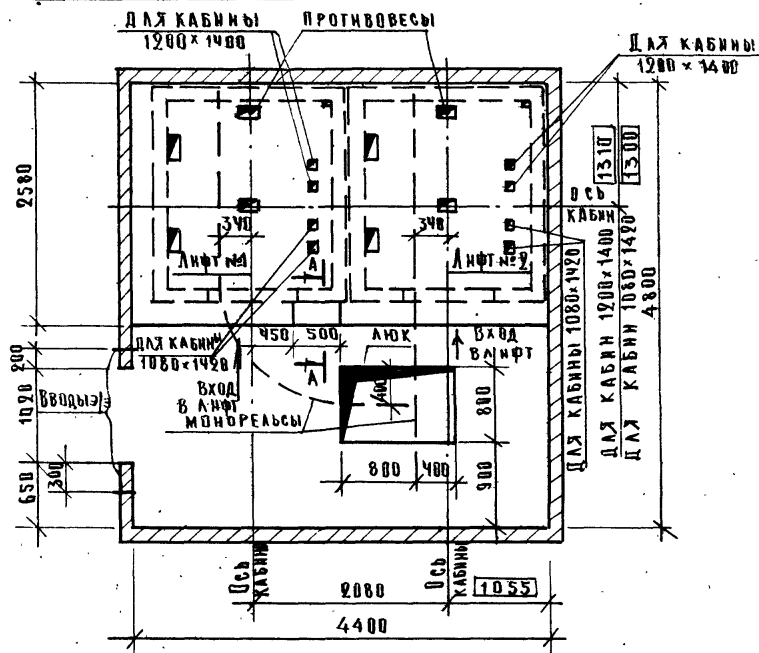 ДЛЯ КАБИНЫ
1200×1400
ПРОТИВОВЕСЫ
ДЛЯ КАБИНЫ
1200×1400
2580
1310
1300
ОСЬ
КАБИН
340
340
ЛИФТ №1
А
ЛИФТ №2
ДЛЯ КАБИНЫ 1080×1420
ДЛЯ КАБИН 1200×1400
ДЛЯ КАБИН 1080×1420
4800
ДЛЯ КАБИНЫ
1080×1420
450
500
ЛЮК
ВХОД
В ЛИФТ
200
ВХОД
В ЛИФТ
А
400
МОНОРЕЛЬСЫ
ВВОДЫ Э/Э
1020
800
800
400
900
650
300
ОСЬ
КАБИНЫ
ОСЬ
КАБИНЫ
2080
1055
4400